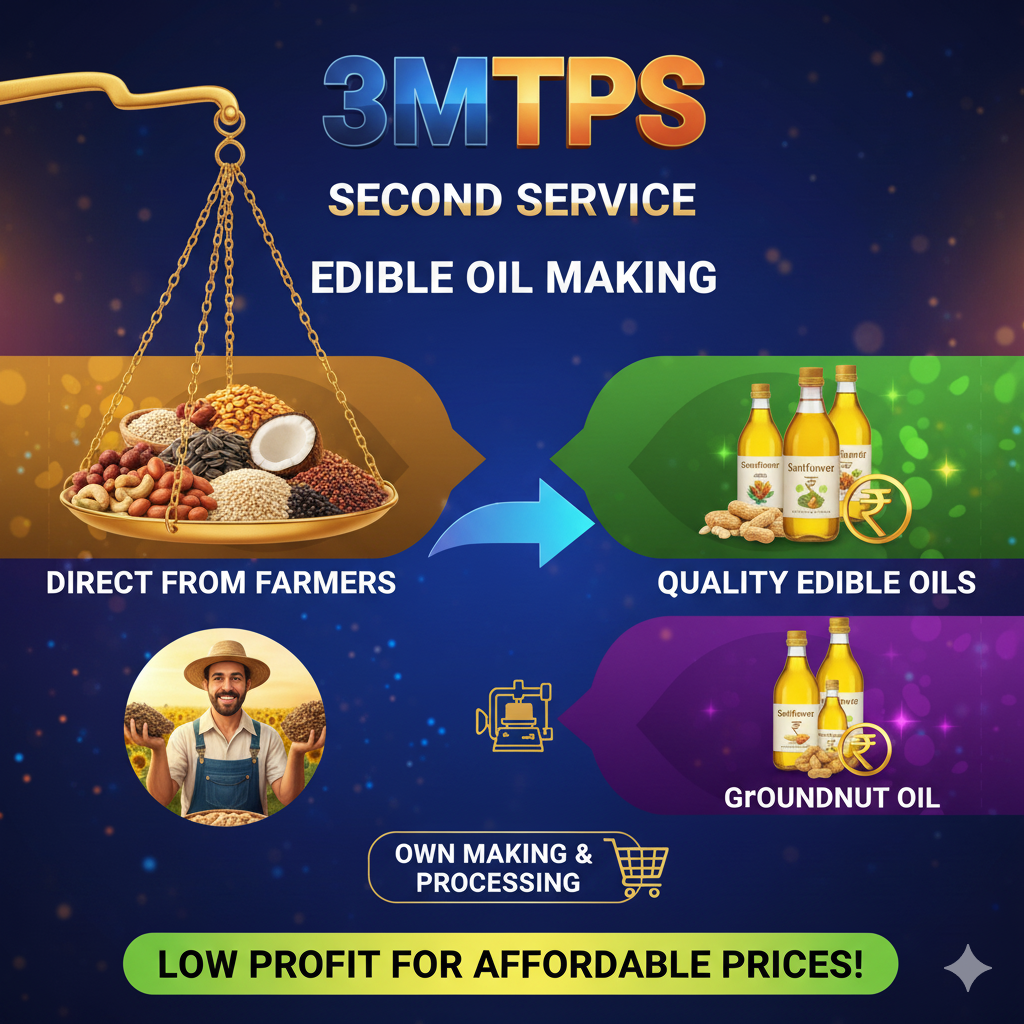 3MTPS
SECOND SERVICE
EDIBLE OIL MAKING
DIRECT FROM FARMERS
QUALITY EDIBLE OILS
Santfunver
GrOUNDNUT OIL
OWN MAKING &
PROCESSING
LOW PROFIT FOR AFFORDABLE PRICES!